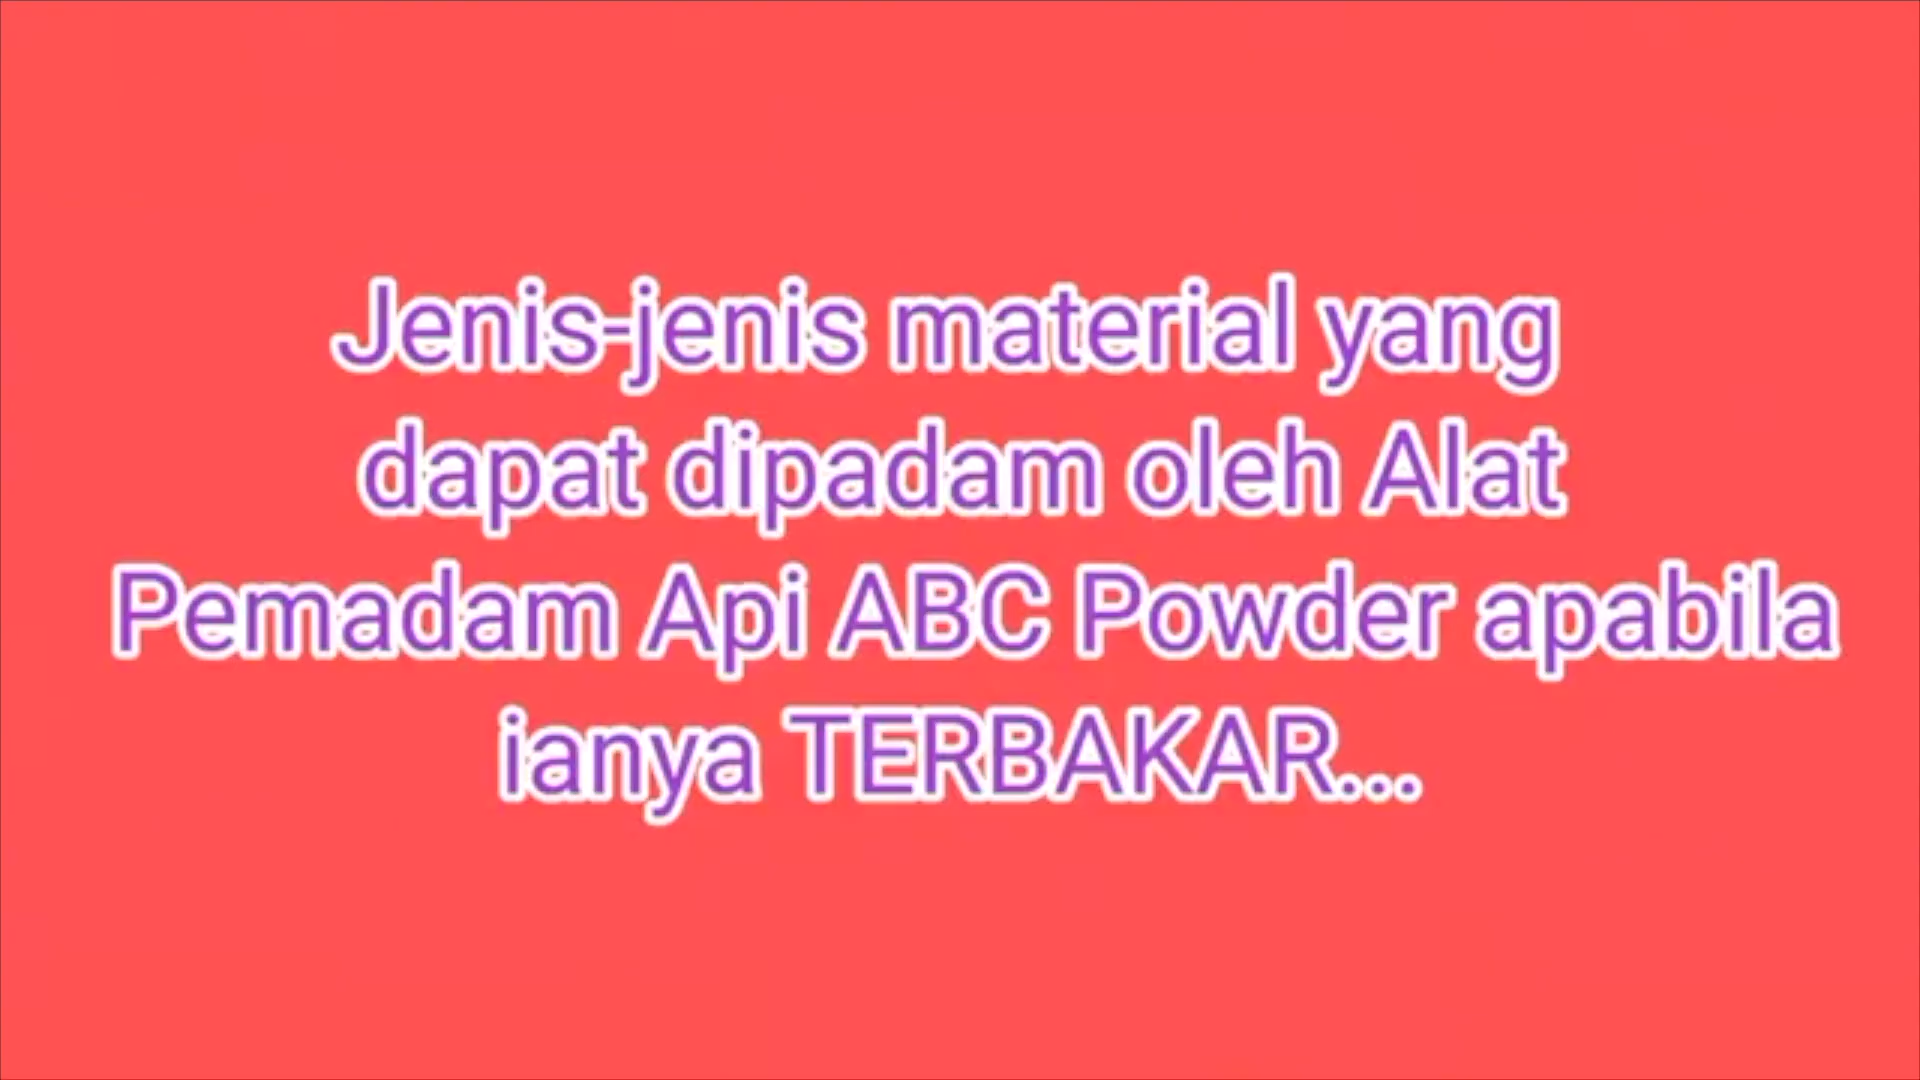 Jenis-jenis material yang
dapat dipadam oleh Alat
Pemadam Api ABC Powder apabila
ianya TERBAKAR...